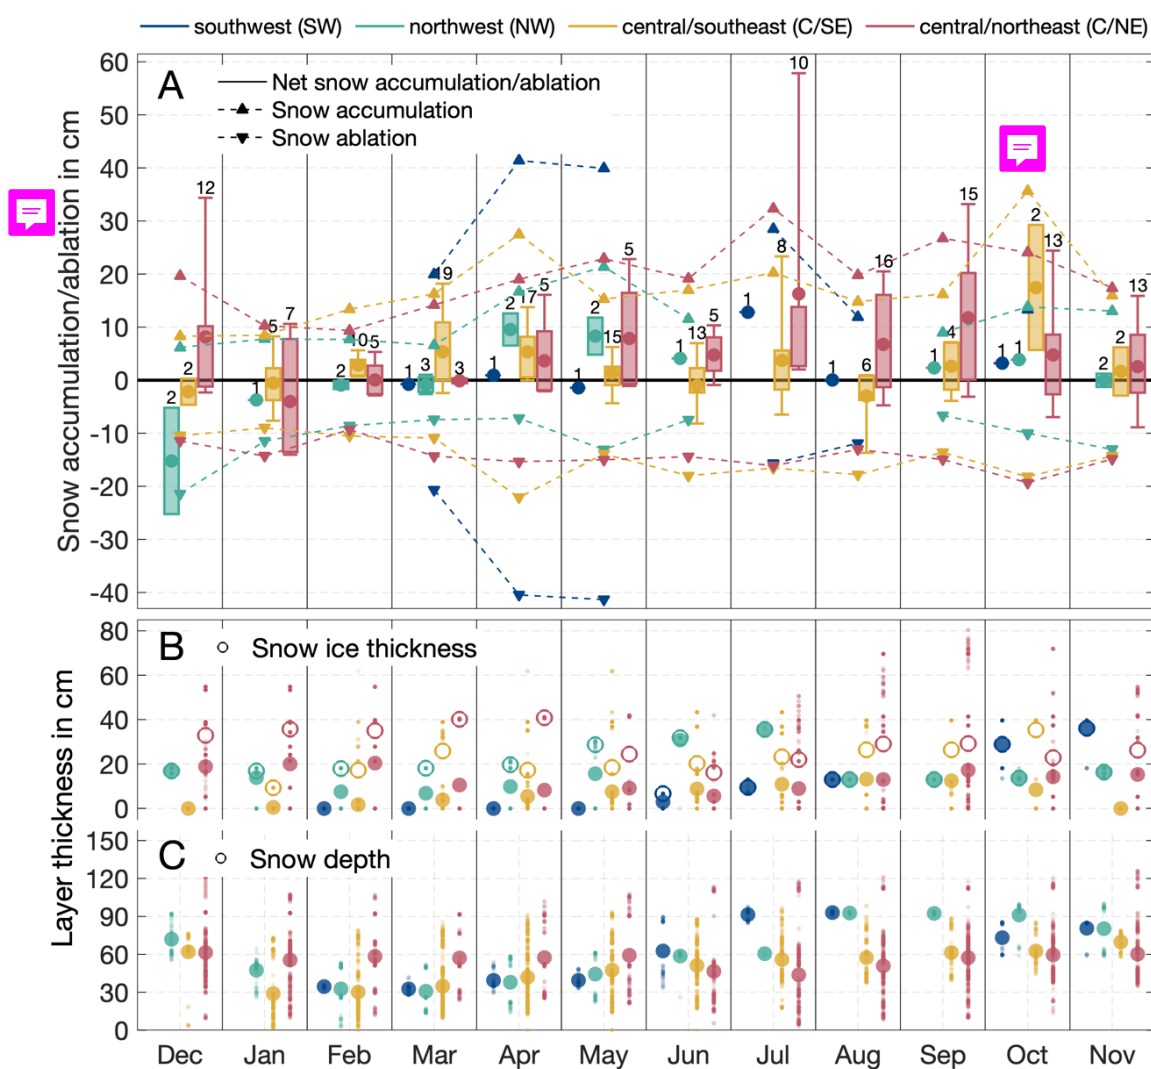 southwest (SW) northwest (NW) central/southeast (C/SE) central/northeast (C/NE)
A
Net snow accumulation/ablation
Snow accumulation
Snow ablation
Snow accumulation/ablation in cm
60
50
40
30
20
10
0
-10
-20
-30
-40
2 2 12
1 5 7
2 10 5
1 3 19 3
1 2 17 5
1 2 15 5
1 13 5
1 8 10
1 6 16
1 4 15
1 1 2 13
2 2 13
B
Snow ice thickness
80
60
40
20
0
Layer thickness in cm
C
Snow depth
150
120
90
60
30
0
Dec Jan Feb Mar Apr May Jun Jul Aug Sep Oct Nov